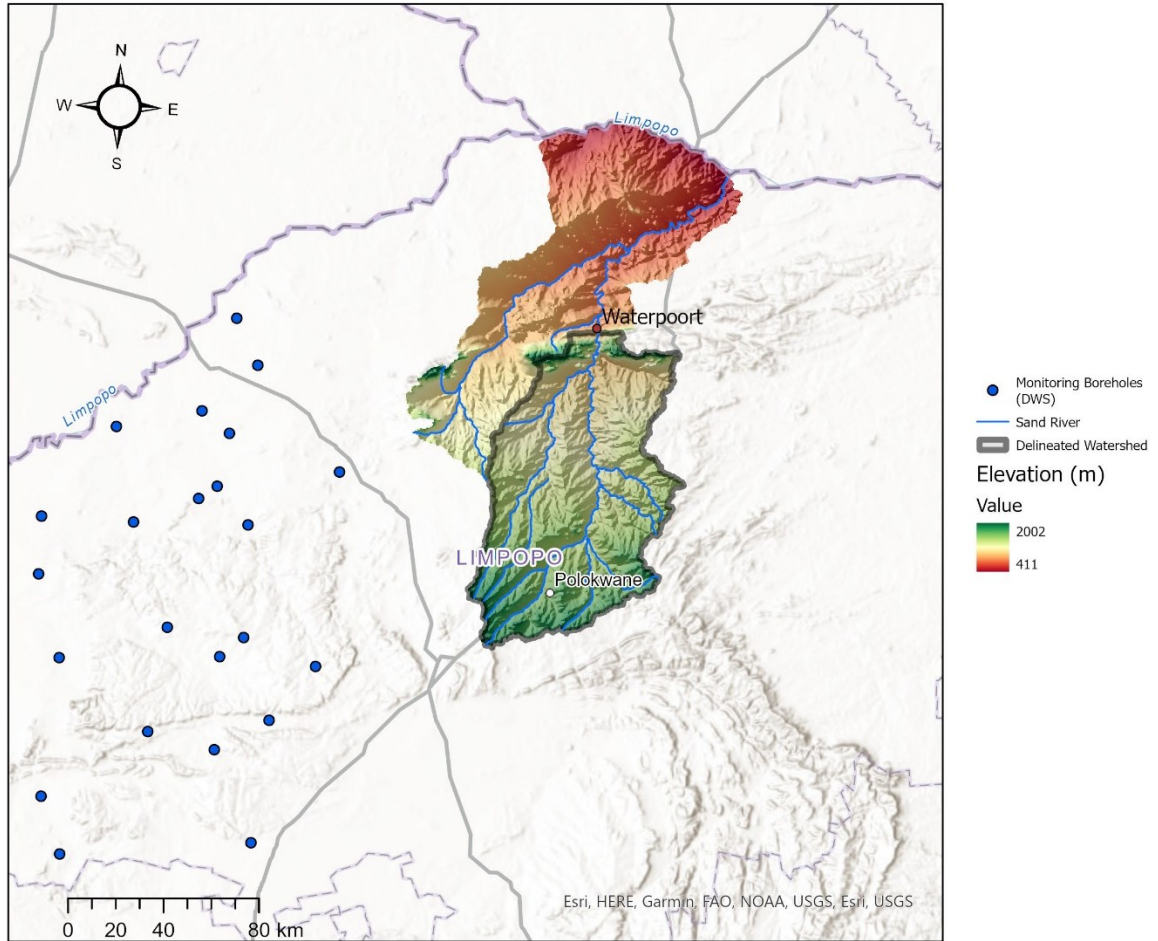 N
W E
S
Limpopo
Waterpoort
Limpopo
LIMPOPO
Polokwane
Esri, HERE, Garmin, FAO, NOAA, USGS, Esri, USGS
0 20 40 80 km
Monitoring Boreholes
(DWS)
Sand River
Delineated Watershed
Elevation (m)
Value
2002
411